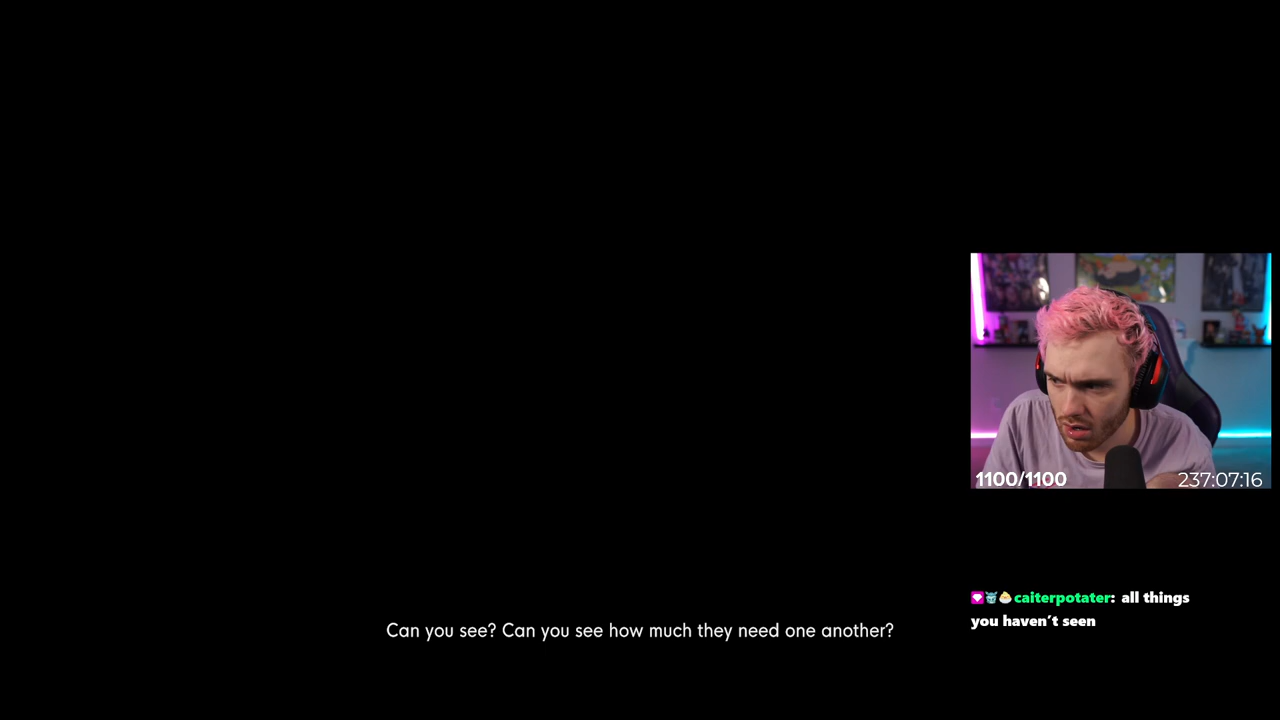 1100/1100
237:07:16
caiterpotater: all things
you haven't seen
Can you see? Can you see how much they need one another?